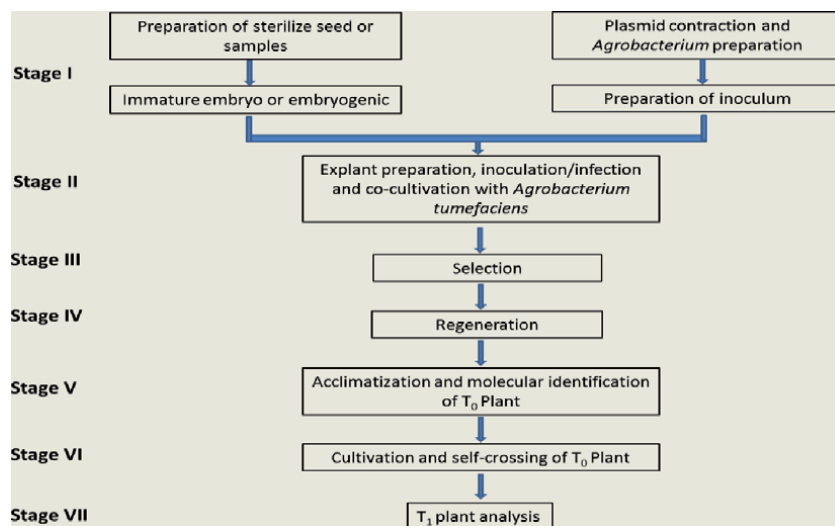 Preparation of sterilize seed or
samples
Plasmid contraction and
Agrobacterium preparation
Stage I
Immature embryo or embryogenic
Preparation of inoculum
Stage II
Explant preparation, inoculation/infection
and co-cultivation with Agrobacterium
tumefaciens
Stage III
Selection
Stage IV
Regeneration
Stage V
Acclimatization and molecular identification
of T₀ Plant
Stage VI
Cultivation and self-crossing of T₀ Plant
Stage VII
T₁ plant analysis